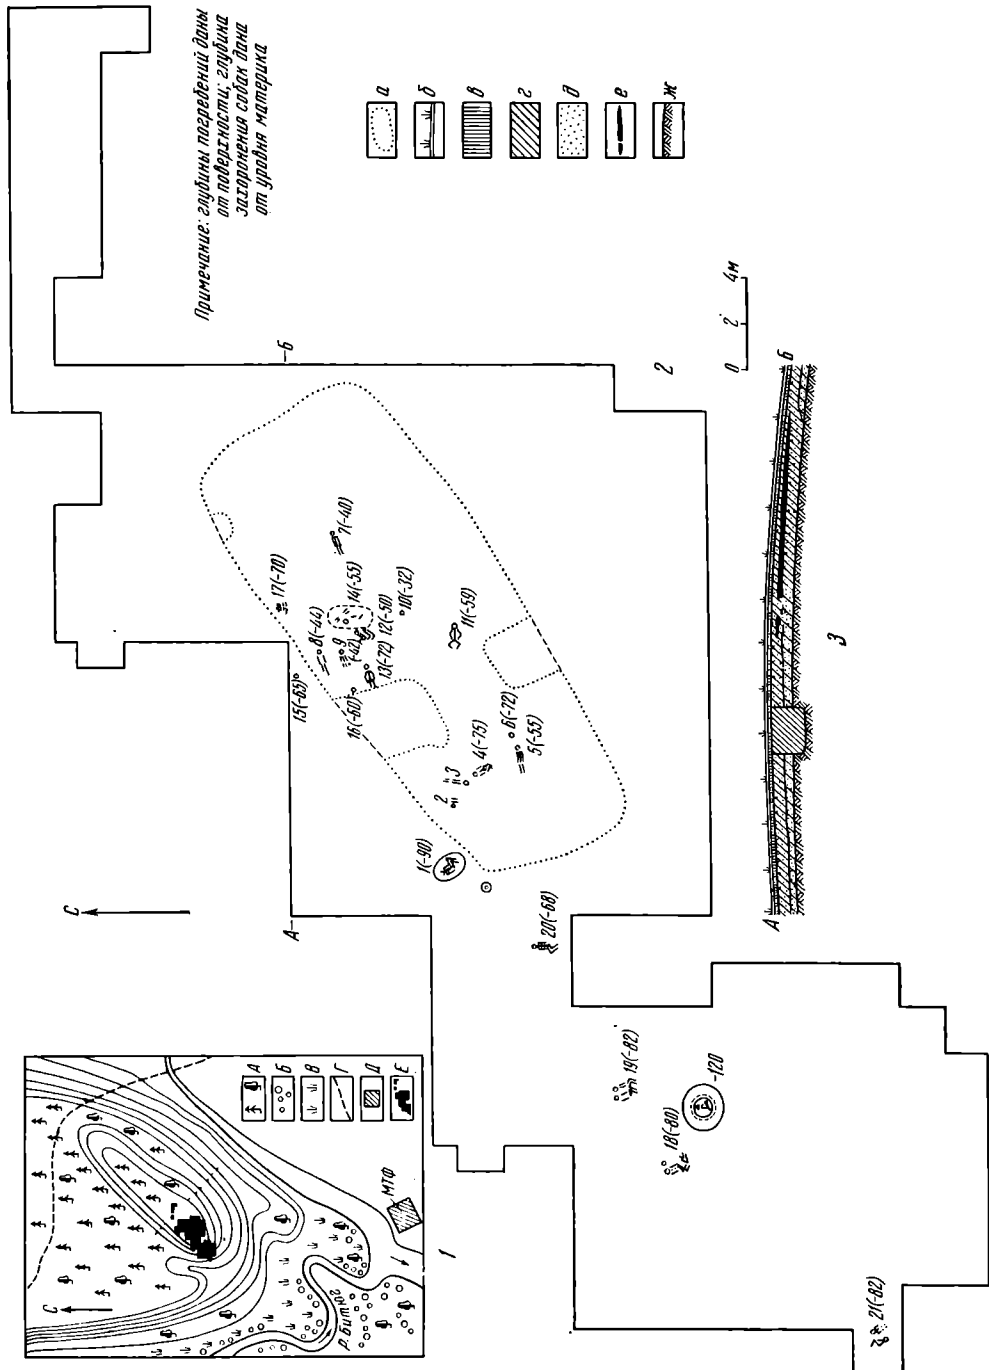 Примечание: глубины погребений даны
от поверхности; глубина
захоронения собак дана
от уровня материка
С
А
Б
В
Г
Д
Е
МТФ
р. Бишног
1
С
А–
–Б
15(-65)
17(-70)
8(-44)
9
(-42)
14(-55)
7(-40)
12(-50)
13(-72)
10(-32)
16(-60)
11(-59)
2
3
4(-75)
6(-72)
5(-55)
1(-90)
20(-68)
19(-82)
18(-80)
-120
21(-82)
2
0 2 4м
А
Б
3
а
б
в
г
д
е
ж